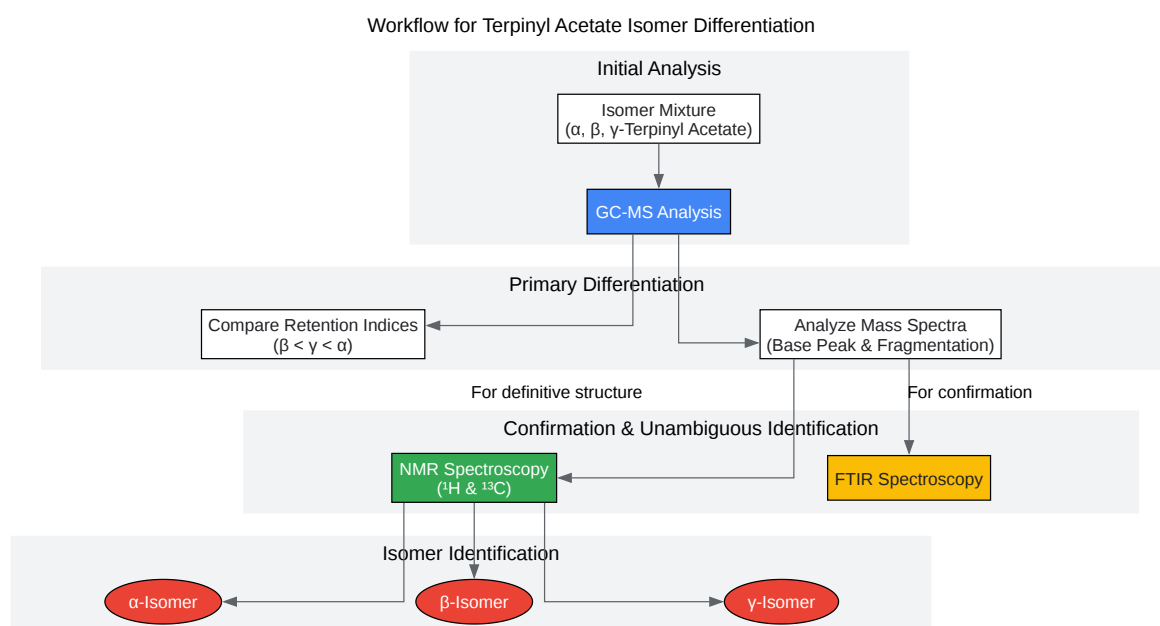 Workflow for Terpinyl Acetate Isomer Differentiation
Initial Analysis
Isomer Mixture
(α, β, γ-Terpinyl Acetate)
GC-MS Analysis
Primary Differentiation
Compare Retention Indices
(β < γ < α)
Analyze Mass Spectra
(Base Peak & Fragmentation)
For definitive structure
For confirmation
Confirmation & Unambiguous Identification
NMR Spectroscopy
(¹H & ¹³C)
FTIR Spectroscopy
Isomer Identification
α-Isomer
β-Isomer
γ-Isomer